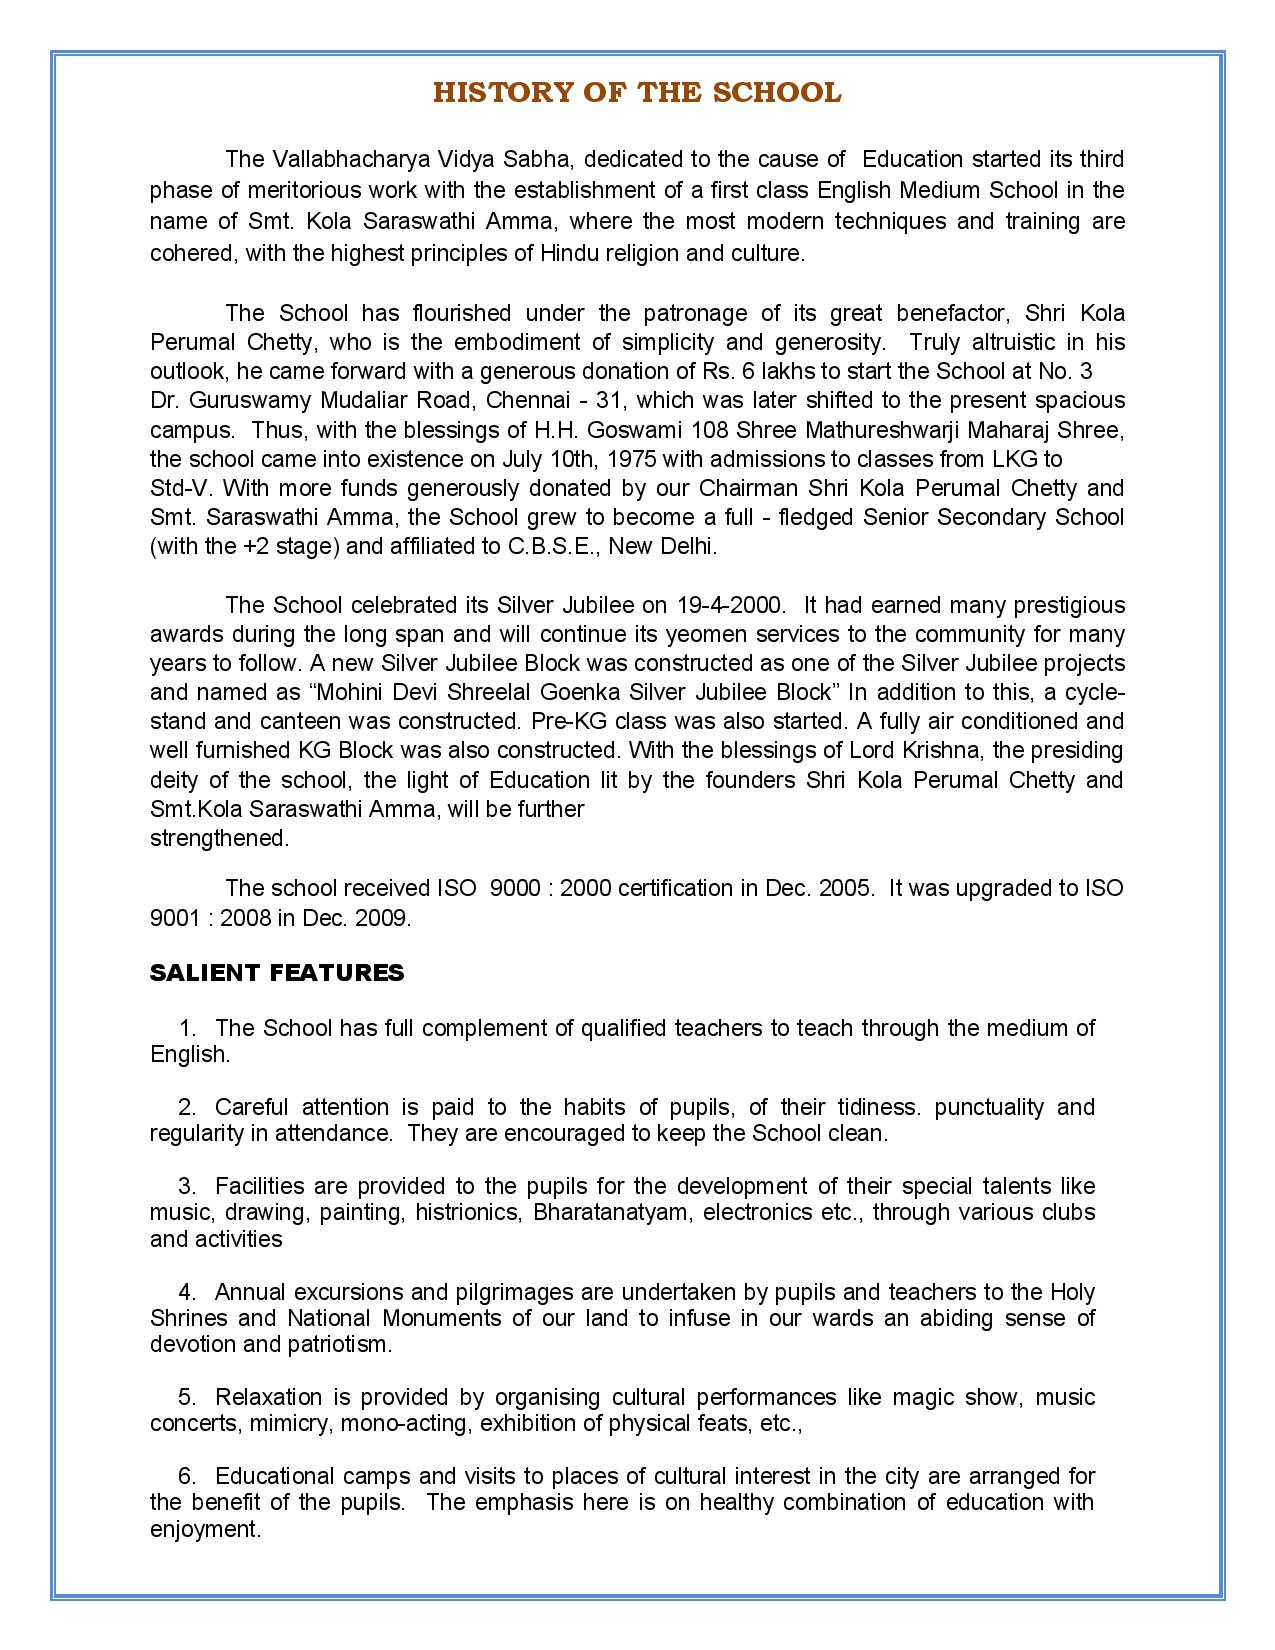 HISTORY OF THE SCHOOL
The Vallabhacharya Vidya Sabha, dedicated to the cause of  Education started its third
phase of meritorious work with the establishment of a first class English Medium School in the
name of Smt. Kola Saraswathi Amma, where the most modern techniques and training are
cohered, with the highest principles of Hindu religion and culture.
The School has flourished under the patronage of its great benefactor, Shri Kola
Perumal Chetty, who is the embodiment of simplicity and generosity.  Truly altruistic in his
outlook, he came forward with a generous donation of Rs. 6 lakhs to start the School at No. 3
Dr. Guruswamy Mudaliar Road, Chennai - 31, which was later shifted to the present spacious
campus.  Thus, with the blessings of H.H. Goswami 108 Shree Mathureshwarji Maharaj Shree,
the school came into existence on July 10th, 1975 with admissions to classes from LKG to
Std-V. With more funds generously donated by our Chairman Shri Kola Perumal Chetty and
Smt. Saraswathi Amma, the School grew to become a full - fledged Senior Secondary School
(with the +2 stage) and affiliated to C.B.S.E., New Delhi.
The School celebrated its Silver Jubilee on 19-4-2000.  It had earned many prestigious
awards during the long span and will continue its yeomen services to the community for many
years to follow. A new Silver Jubilee Block was constructed as one of the Silver Jubilee projects
and named as “Mohini Devi Shreelal Goenka Silver Jubilee Block” In addition to this, a cycle-
stand and canteen was constructed. Pre-KG class was also started. A fully air conditioned and
well furnished KG Block was also constructed. With the blessings of Lord Krishna, the presiding
deity of the school, the light of Education lit by the founders Shri Kola Perumal Chetty and
Smt.Kola Saraswathi Amma, will be further
strengthened.
The school received ISO  9000 : 2000 certification in Dec. 2005.  It was upgraded to ISO
9001 : 2008 in Dec. 2009.
SALIENT FEATURES
1.  The School has full complement of qualified teachers to teach through the medium of
English.
2.  Careful attention is paid to the habits of pupils, of their tidiness. punctuality and
regularity in attendance.  They are encouraged to keep the School clean.
3.  Facilities are provided to the pupils for the development of their special talents like
music, drawing, painting, histrionics, Bharatanatyam, electronics etc., through various clubs
and activities
4.  Annual excursions and pilgrimages are undertaken by pupils and teachers to the Holy
Shrines and National Monuments of our land to infuse in our wards an abiding sense of
devotion and patriotism.
5.  Relaxation is provided by organising cultural performances like magic show, music
concerts, mimicry, mono-acting, exhibition of physical feats, etc.,
6.  Educational camps and visits to places of cultural interest in the city are arranged for
the benefit of the pupils.  The emphasis here is on healthy combination of education with
enjoyment.